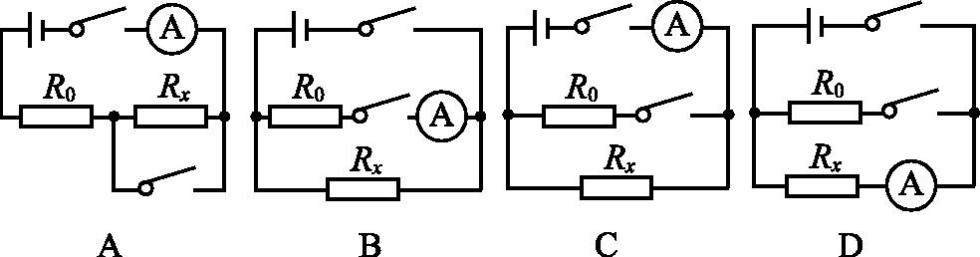 A A
R₀ Rₓ R₀ R₀ R₀
A
Rₓ Rₓ Rₓ
A
A B C D